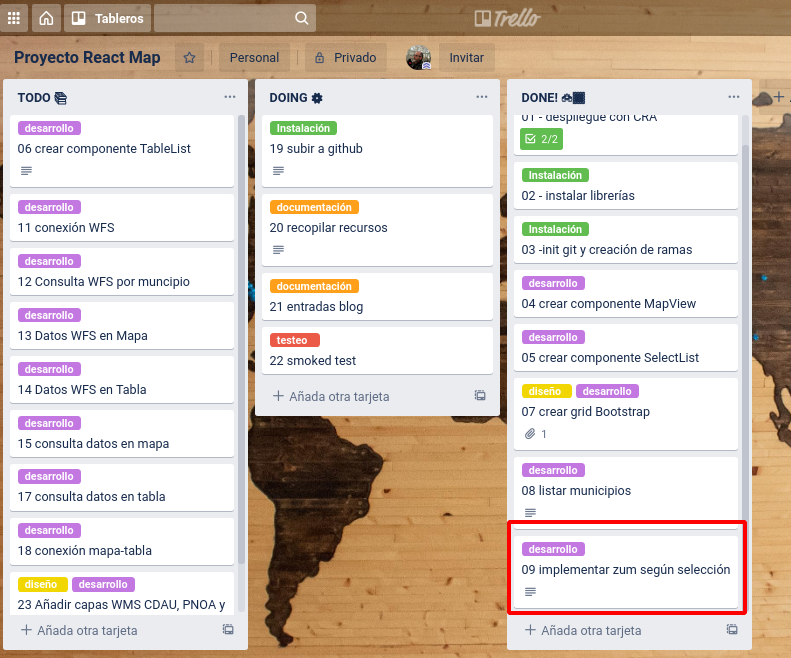 Tableros
Trello
Proyecto React Map
Personal
Privado
Invitar
TODO
desarrollo
06 crear componente TableList
desarrollo
11 conexión WFS
desarrollo
12 Consulta WFS por muncipio
desarrollo
13 Datos WFS en Mapa
desarrollo
14 Datos WFS en Tabla
desarrollo
15 consulta datos en mapa
desarrollo
17 consulta datos en tabla
desarrollo
18 conexión mapa-tabla
diseño desarrollo
23 Añadir capas WMS CDAU, PNOA y
+ Añada otra tarjeta
DOING
Instalación
19 subir a github
documentación
20 recopilar recursos
documentación
21 entradas blog
testeo
22 smoked test
+ Añada otra tarjeta
DONE!
01 - despliegue con CRA
2/2
Instalación
02 - instalar librerías
Instalación
03 -init git y creación de ramas
desarrollo
04 crear componente MapView
desarrollo
05 crear componente SelectList
diseño desarrollo
07 crear grid Bootstrap
1
desarrollo
08 listar municipios
desarrollo
09 implementar zum según selección
+ Añada otra tarjeta